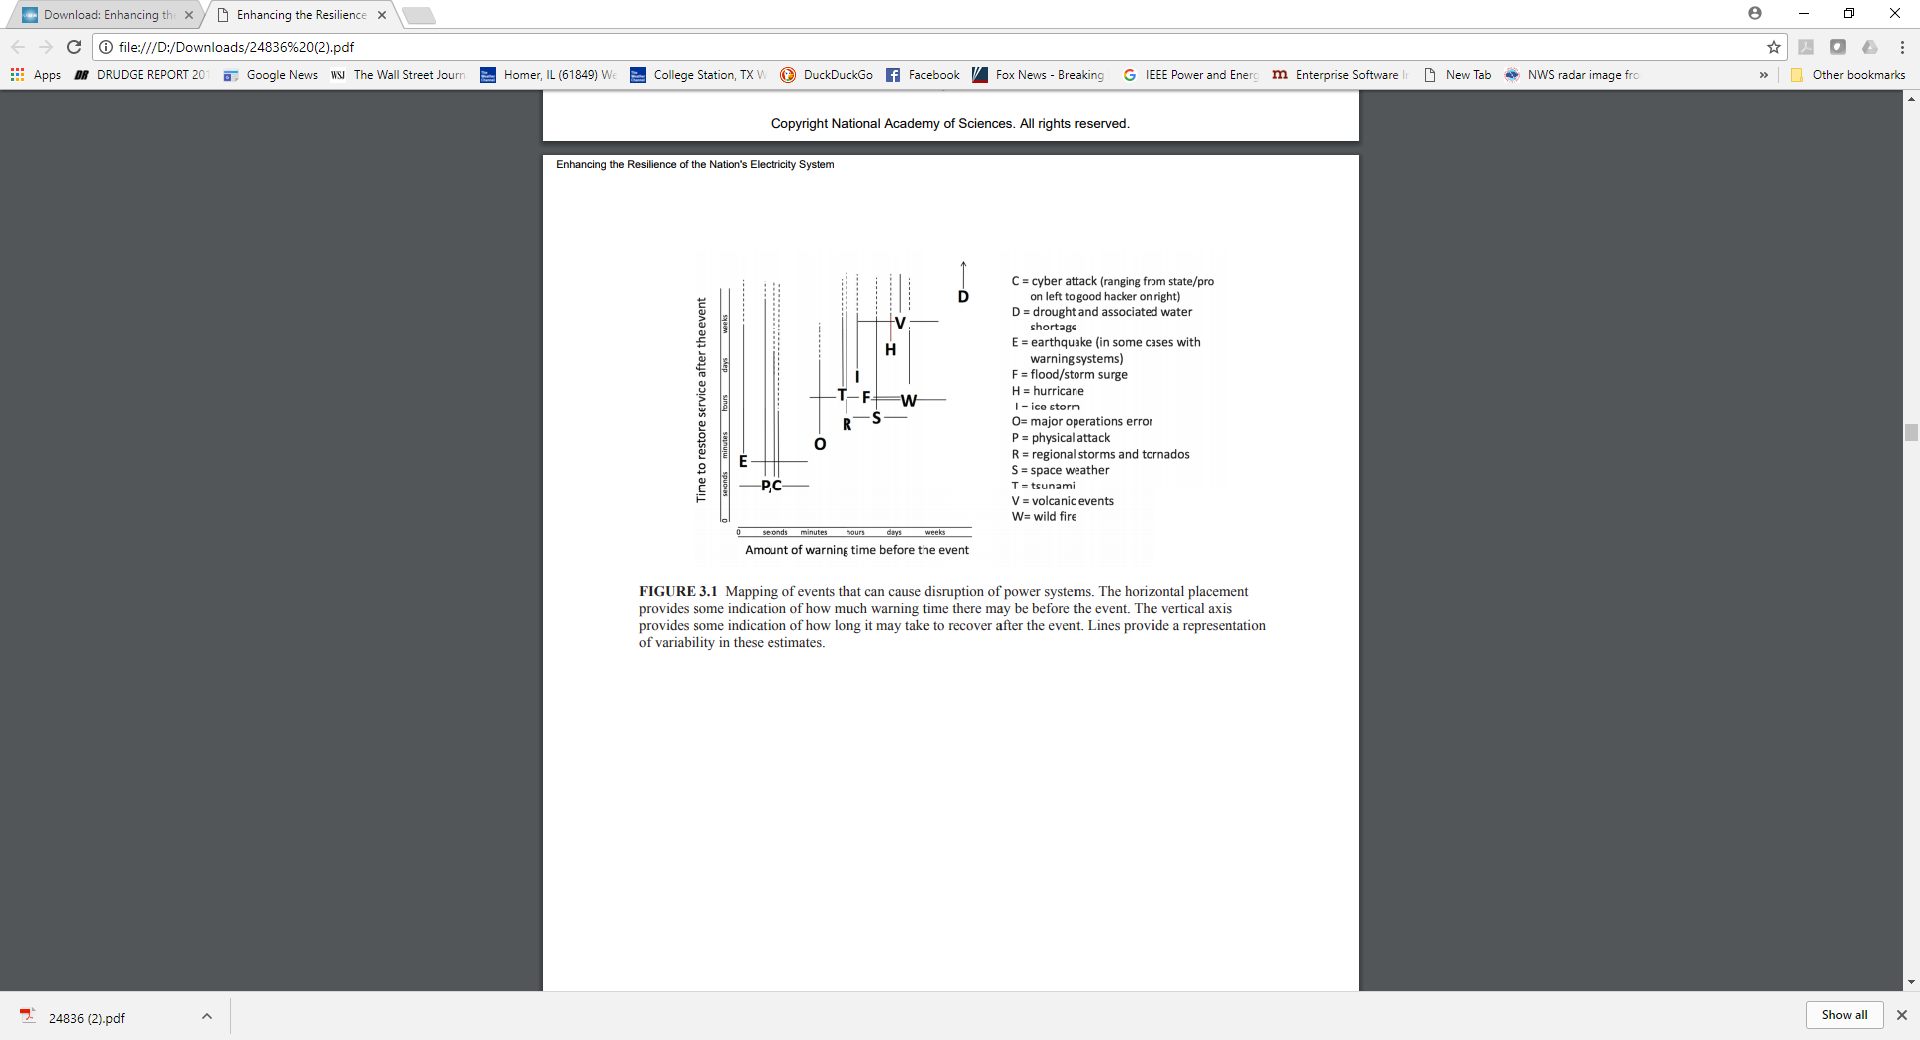 Download: Enhancing th
Enhancing the Resilience
file:///D:/Downloads/24836%20(2).pdf
Apps
DR DRUDGE REPORT 201
Google News
WSJ The Wall Street Journ
Homer, IL (61849) We
College Station, TX W
DuckDuckGo
Facebook
Fox News - Breaking
IEEE Power and Energ
m Enterprise Software In
New Tab
NWS radar image fro
»
Other bookmarks
Copyright National Academy of Sciences. All rights reserved.
Enhancing the Resilience of the Nation's Electricity System
Time to restore service after the event
0 seconds minutes hours days weeks
D
V
H
I
T F W
R S
O
E
P,C
0 seconds minutes hours days weeks
Amount of warning time before the event
C = cyber attack (ranging from state/pro
on left to good hacker on right)
D = drought and associated water
shortage
E = earthquake (in some cases with
warning systems)
F = flood/storm surge
H = hurricane
I = ice storm
O= major operations error
P = physical attack
R = regional storms and tornados
S = space weather
T = tsunami
V = volcanic events
W= wild fire
FIGURE 3.1 Mapping of events that can cause disruption of power systems. The horizontal placement
provides some indication of how much warning time there may be before the event. The vertical axis
provides some indication of how long it may take to recover after the event. Lines provide a representation
of variability in these estimates.
24836 (2).pdf
Show all